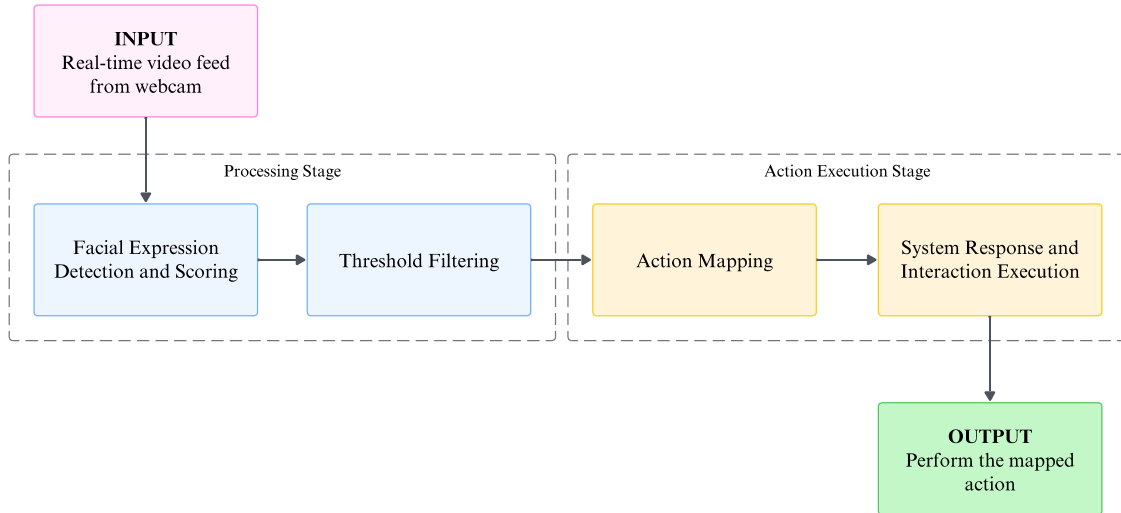 INPUT
Real-time video feed
from webcam
Processing Stage
Facial Expression
Detection and Scoring
Threshold Filtering
Action Execution Stage
Action Mapping
System Response and
Interaction Execution
OUTPUT
Perform the mapped
action